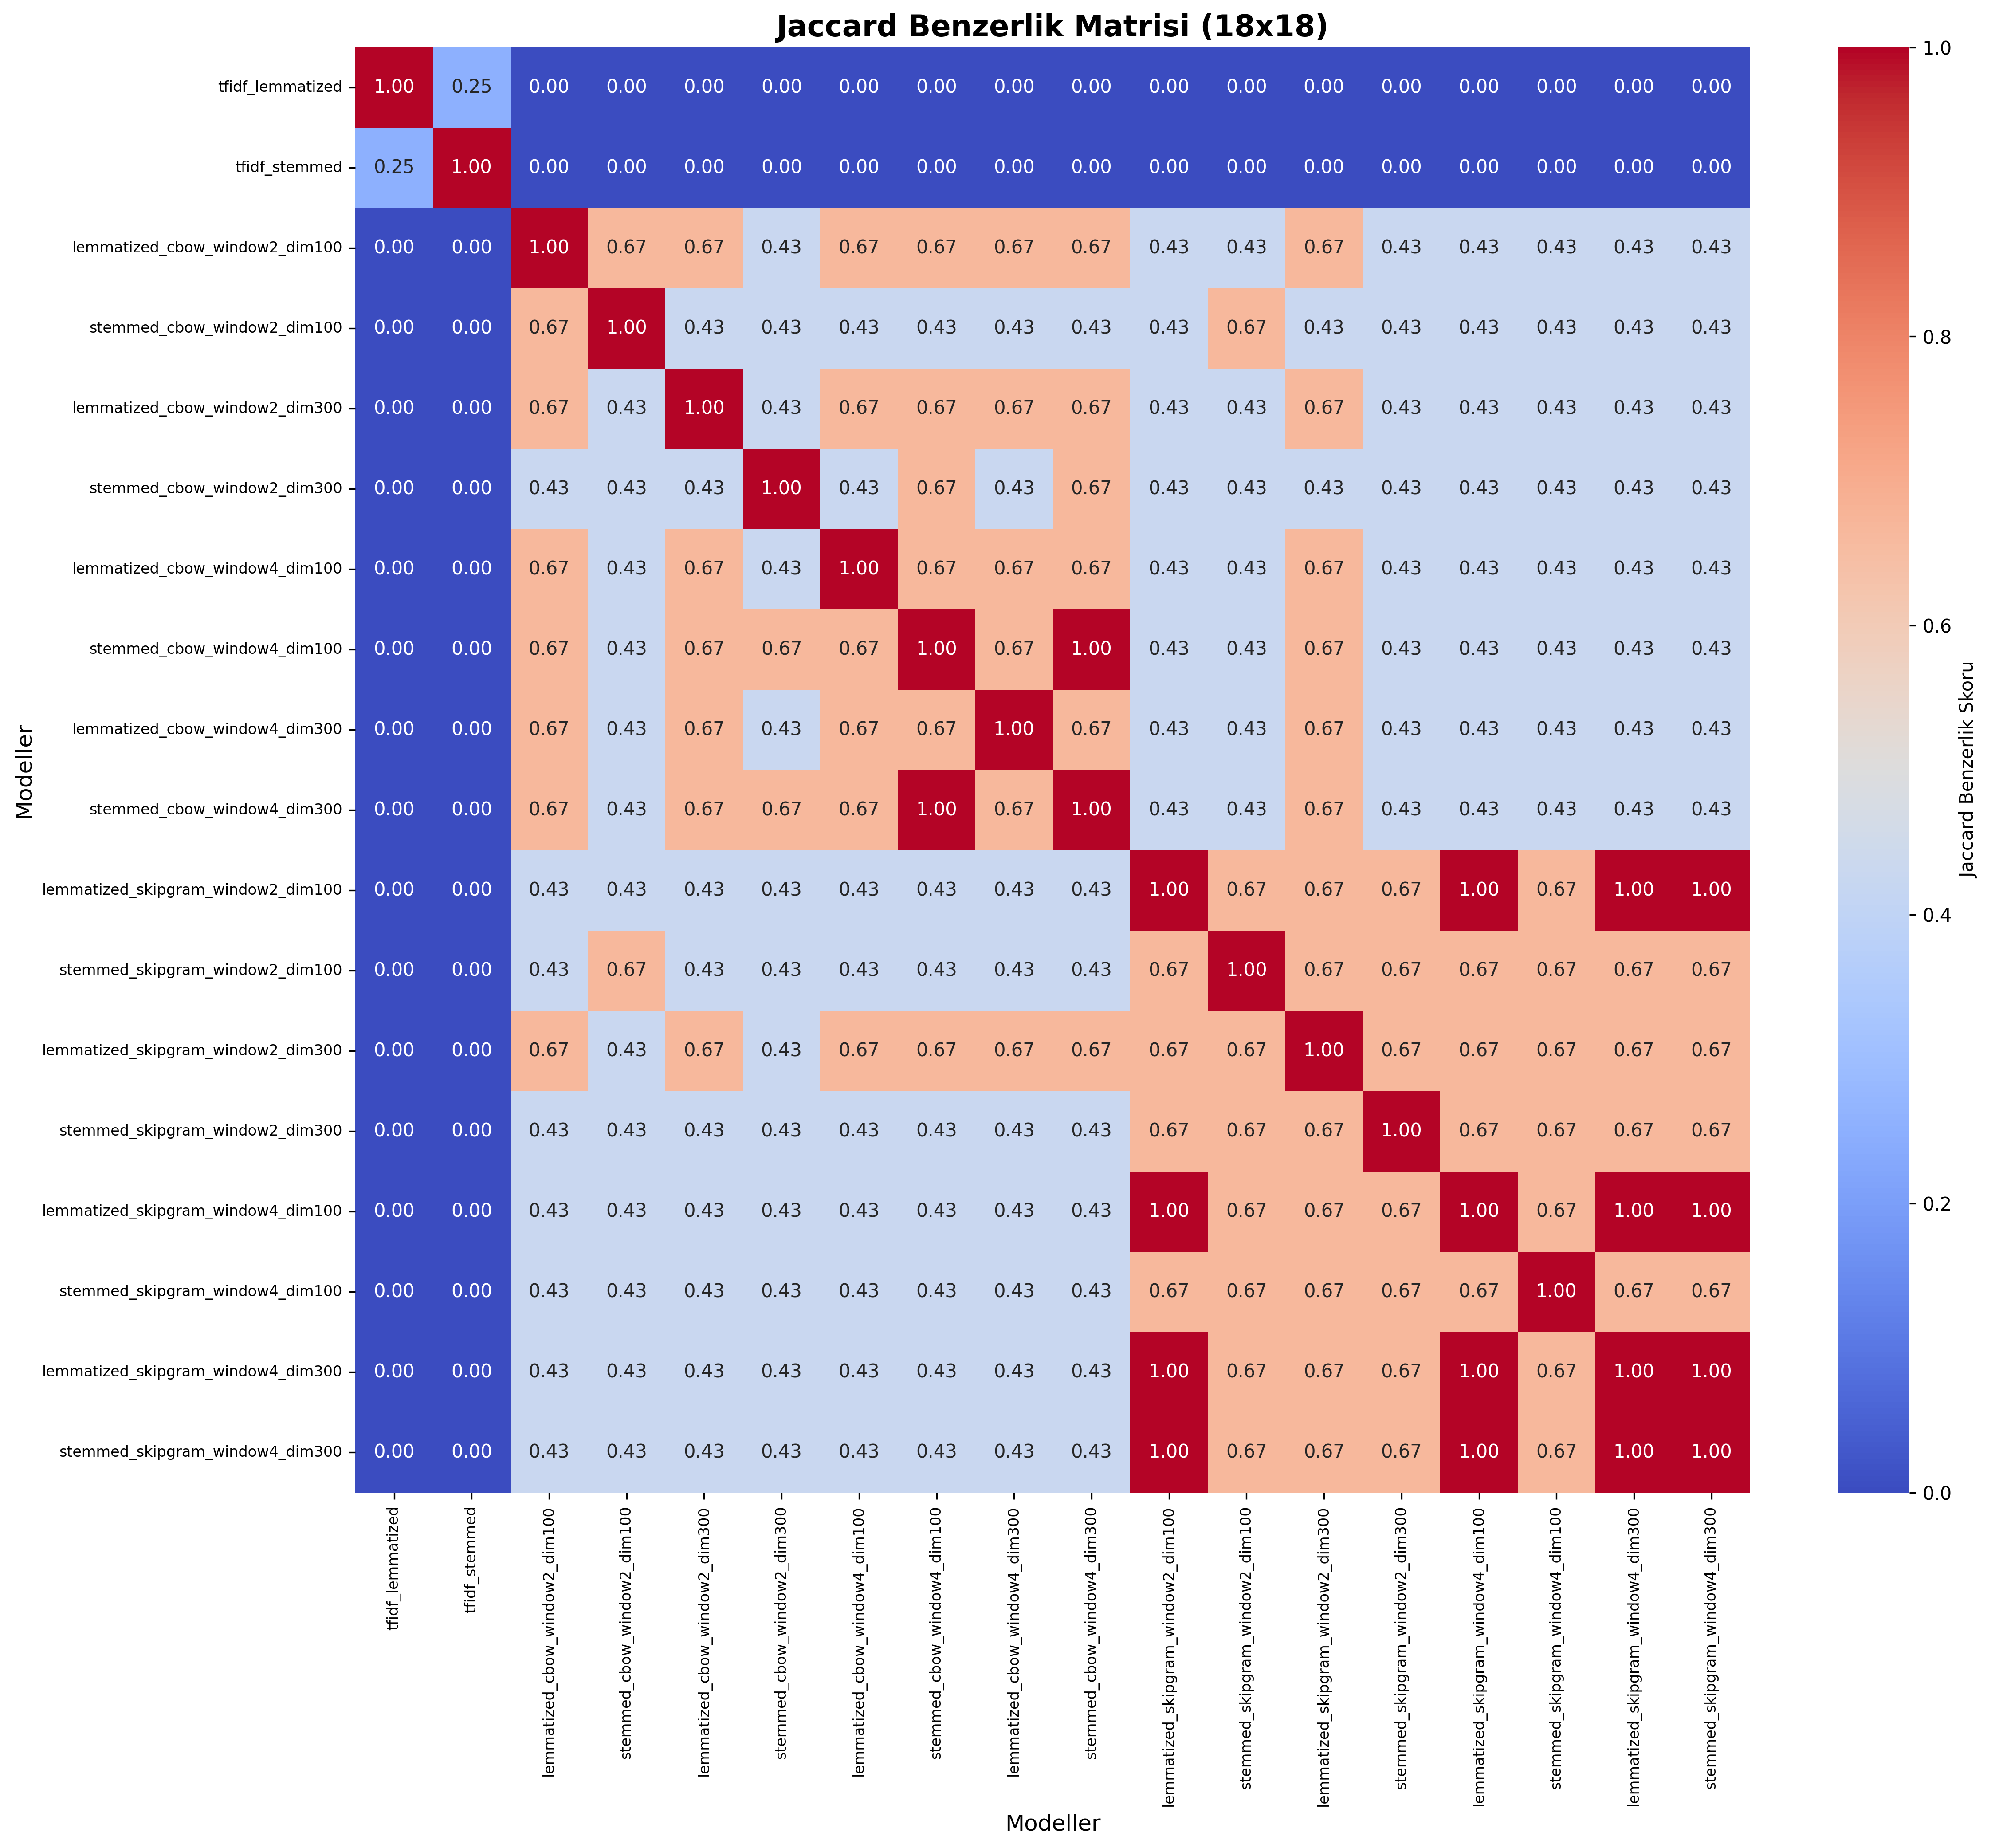 Jaccard Benzerlik Matrisi (18x18)
tfidf_lemmatized 1.00 0.25 0.00 0.00 0.00 0.00 0.00 0.00 0.00 0.00 0.00 0.00 0.00 0.00 0.00 0.00 0.00 0.00
tfidf_stemmed 0.25 1.00 0.00 0.00 0.00 0.00 0.00 0.00 0.00 0.00 0.00 0.00 0.00 0.00 0.00 0.00 0.00 0.00
lemmatized_cbow_window2_dim100 0.00 0.00 1.00 0.67 0.67 0.43 0.67 0.67 0.67 0.67 0.43 0.43 0.67 0.43 0.43 0.43 0.43 0.43
stemmed_cbow_window2_dim100 0.00 0.00 0.67 1.00 0.43 0.43 0.43 0.43 0.43 0.43 0.43 0.67 0.43 0.43 0.43 0.43 0.43 0.43
lemmatized_cbow_window2_dim300 0.00 0.00 0.67 0.43 1.00 0.43 0.67 0.67 0.67 0.67 0.43 0.43 0.67 0.43 0.43 0.43 0.43 0.43
stemmed_cbow_window2_dim300 0.00 0.00 0.43 0.43 0.43 1.00 0.43 0.67 0.43 0.67 0.43 0.43 0.43 0.43 0.43 0.43 0.43 0.43
lemmatized_cbow_window4_dim100 0.00 0.00 0.67 0.43 0.67 0.43 1.00 0.67 0.67 0.67 0.43 0.43 0.67 0.43 0.43 0.43 0.43 0.43
stemmed_cbow_window4_dim100 0.00 0.00 0.67 0.43 0.67 0.67 0.67 1.00 0.67 1.00 0.43 0.43 0.67 0.43 0.43 0.43 0.43 0.43
lemmatized_cbow_window4_dim300 0.00 0.00 0.67 0.43 0.67 0.43 0.67 0.67 1.00 0.67 0.43 0.43 0.67 0.43 0.43 0.43 0.43 0.43
stemmed_cbow_window4_dim300 0.00 0.00 0.67 0.43 0.67 0.67 0.67 1.00 0.67 1.00 0.43 0.43 0.67 0.43 0.43 0.43 0.43 0.43
lemmatized_skipgram_window2_dim100 0.00 0.00 0.43 0.43 0.43 0.43 0.43 0.43 0.43 0.43 1.00 0.67 0.67 0.67 1.00 0.67 1.00 1.00
stemmed_skipgram_window2_dim100 0.00 0.00 0.43 0.67 0.43 0.43 0.43 0.43 0.43 0.43 0.67 1.00 0.67 0.67 0.67 0.67 0.67 0.67
lemmatized_skipgram_window2_dim300 0.00 0.00 0.67 0.43 0.67 0.43 0.67 0.67 0.67 0.67 0.67 0.67 1.00 0.67 0.67 0.67 0.67 0.67
stemmed_skipgram_window2_dim300 0.00 0.00 0.43 0.43 0.43 0.43 0.43 0.43 0.43 0.43 0.67 0.67 0.67 1.00 0.67 0.67 0.67 0.67
lemmatized_skipgram_window4_dim100 0.00 0.00 0.43 0.43 0.43 0.43 0.43 0.43 0.43 0.43 1.00 0.67 0.67 0.67 1.00 0.67 1.00 1.00
stemmed_skipgram_window4_dim100 0.00 0.00 0.43 0.43 0.43 0.43 0.43 0.43 0.43 0.43 0.67 0.67 0.67 0.67 0.67 1.00 0.67 0.67
lemmatized_skipgram_window4_dim300 0.00 0.00 0.43 0.43 0.43 0.43 0.43 0.43 0.43 0.43 1.00 0.67 0.67 0.67 1.00 0.67 1.00 1.00
stemmed_skipgram_window4_dim300 0.00 0.00 0.43 0.43 0.43 0.43 0.43 0.43 0.43 0.43 1.00 0.67 0.67 0.67 1.00 0.67 1.00 1.00
Modeller
tfidf_lemmatized
tfidf_stemmed
lemmatized_cbow_window2_dim100
stemmed_cbow_window2_dim100
lemmatized_cbow_window2_dim300
stemmed_cbow_window2_dim300
lemmatized_cbow_window4_dim100
stemmed_cbow_window4_dim100
lemmatized_cbow_window4_dim300
stemmed_cbow_window4_dim300
lemmatized_skipgram_window2_dim100
stemmed_skipgram_window2_dim100
lemmatized_skipgram_window2_dim300
stemmed_skipgram_window2_dim300
lemmatized_skipgram_window4_dim100
stemmed_skipgram_window4_dim100
lemmatized_skipgram_window4_dim300
stemmed_skipgram_window4_dim300
Modeller
1.0
0.8
0.6
0.4
0.2
0.0
Jaccard Benzerlik Skoru